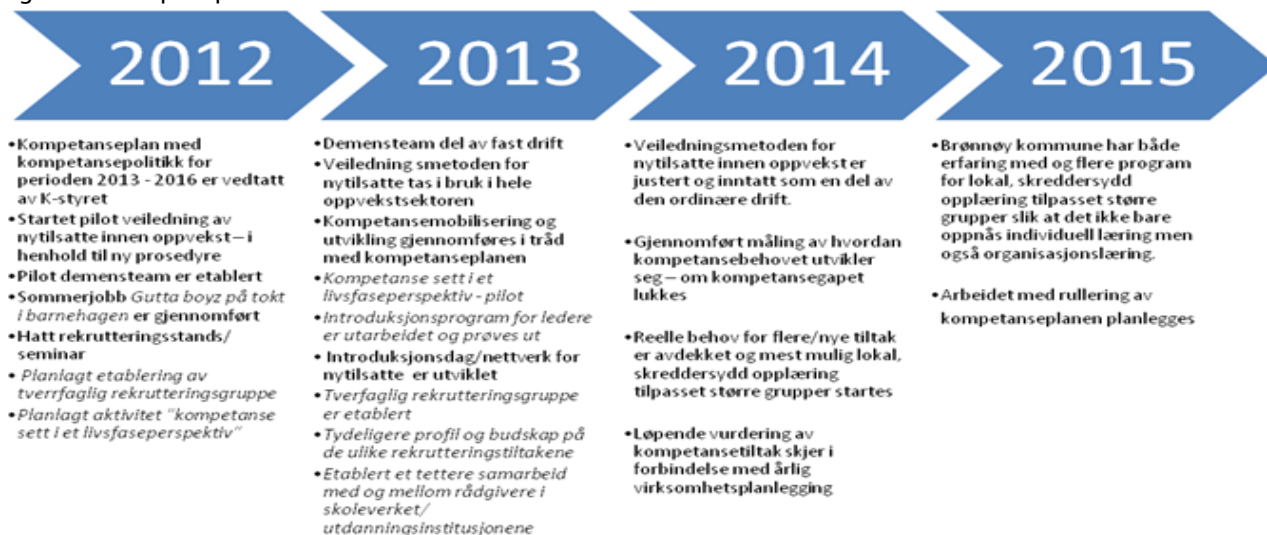 2012
•Kompetanseplan med
kompetansepolitikk for
perioden 2013 - 2016 er vedtatt
av K-styret
•Startet pilot veiledning av
nytilsatte innen oppvekst– i
henhold til ny prosedyre
•Pilot demensteam er etablert
•Sommerjobb Gutta boyz på tokt
i barnehagen er gjennomført
•Hatt rekrutteringsstands/
seminar
• Planlagt etablering av
tverrfaglig rekrutteringsgruppe
•Planlagt aktivitet "kompetanse
sett i et livsfaseperspektiv"
2013
•Demensteam del av fast drift
•Veiledning smetoden for
nytilsatte tas i bruk i hele
oppvekstsektoren
•Kompetansemobilisering og
utvikling gjennomføres i tråd
med kompetanseplanen
•Kompetanse sett i et
livsfaseperspektiv - pilot
•Introduksjonsprogram for ledere
er utarbeidet og prøves ut
• Introduksjonsdag/nettverk for
nytilsatte er utviklet
•Tverfaglig rekrutteringsgruppe
er etablert
•Tydeligere profil og budskap på
de ulike rekrutteringstiltakene
•Etablert et tettere samarbeid
med og mellom rådgivere i
skoleverket/
utdanningsinstitusjonene
2014
•Veiledningsmetoden for
nytilsatte innen oppvekst er
justert og inntatt som en del av
den ordinære drift.
•Gjennomført måling av hvordan
kompetansebehovet utvikler
seg – om kompetansegapet
lukkes
•Reelle behov for flere/nye tiltak
er avdekket og mest mulig lokal,
skreddersydd opplæring
tilpasset større grupper startes
•Løpende vurdering av
kompetansetiltak skjer i
forbindelse med årlig
virksomhetsplanlegging
2015
•Brønnøy kommune har både
erfaring med og flere program
for lokal, skreddersydd
opplæring tilpasset større
grupper slik at det ikke bare
oppnås individuell læring men
også organisasjonslæring.
•Arbeidet med rullering av
kompetanseplanen planlegges